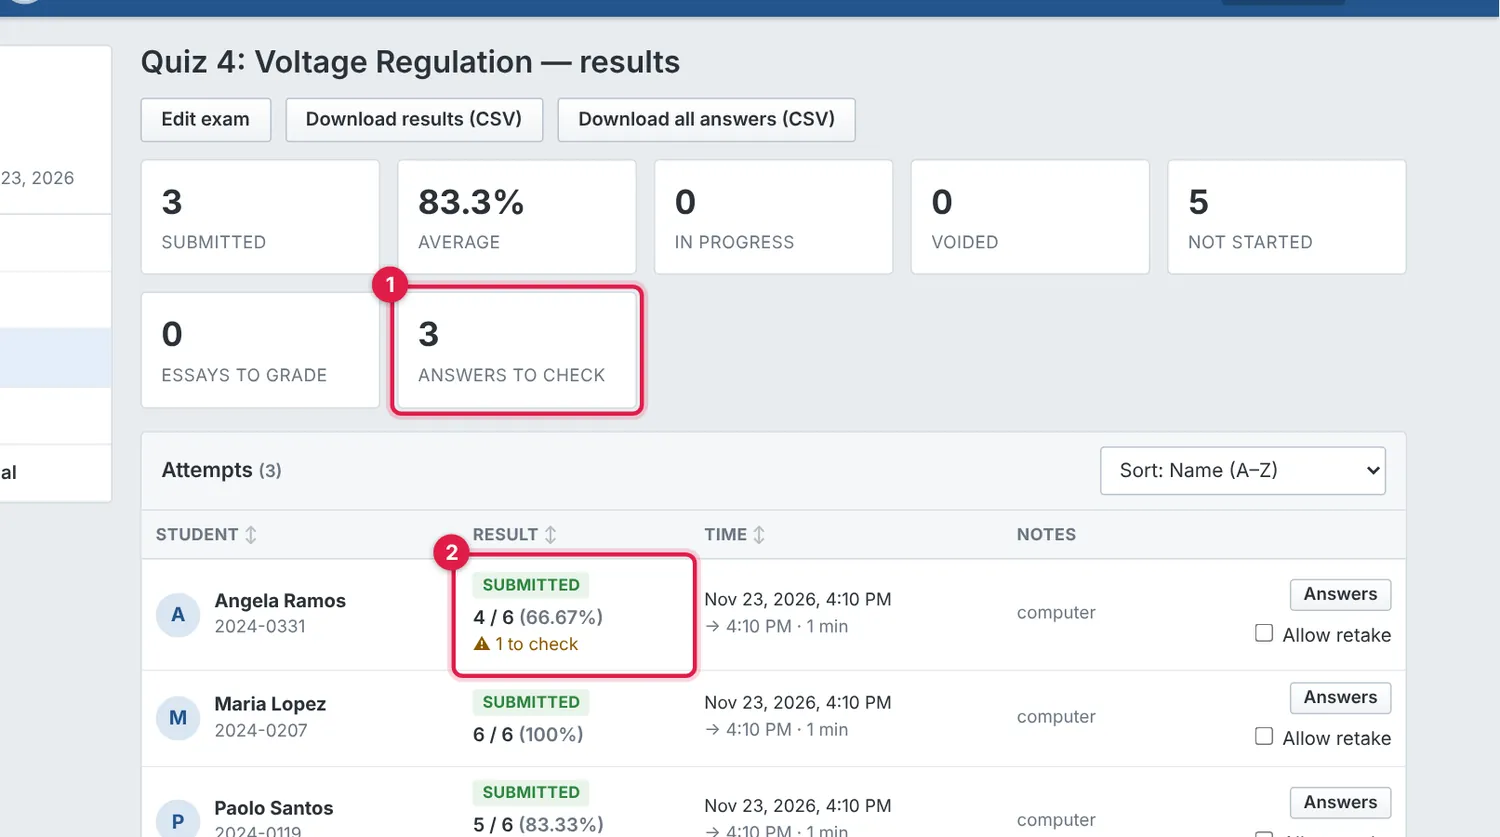 23, 2026
al
Quiz 4: Voltage Regulation — results
Edit exam
Download results (CSV)
Download all answers (CSV)
3
SUBMITTED
83.3%
AVERAGE
0
IN PROGRESS
0
VOIDED
5
NOT STARTED
1
0
ESSAYS TO GRADE
3
ANSWERS TO CHECK
Attempts (3)
Sort: Name (A–Z)
STUDENT
RESULT
TIME
NOTES
2
A
Angela Ramos
2024-0331
SUBMITTED
4 / 6 (66.67%)
1 to check
Nov 23, 2026, 4:10 PM
→ 4:10 PM · 1 min
computer
Answers
Allow retake
M
Maria Lopez
2024-0207
SUBMITTED
6 / 6 (100%)
Nov 23, 2026, 4:10 PM
→ 4:10 PM · 1 min
computer
Answers
Allow retake
P
Paolo Santos
2024-0119
SUBMITTED
5 / 6 (83.33%)
Nov 23, 2026, 4:10 PM
→ 4:10 PM · 1 min
computer
Answers